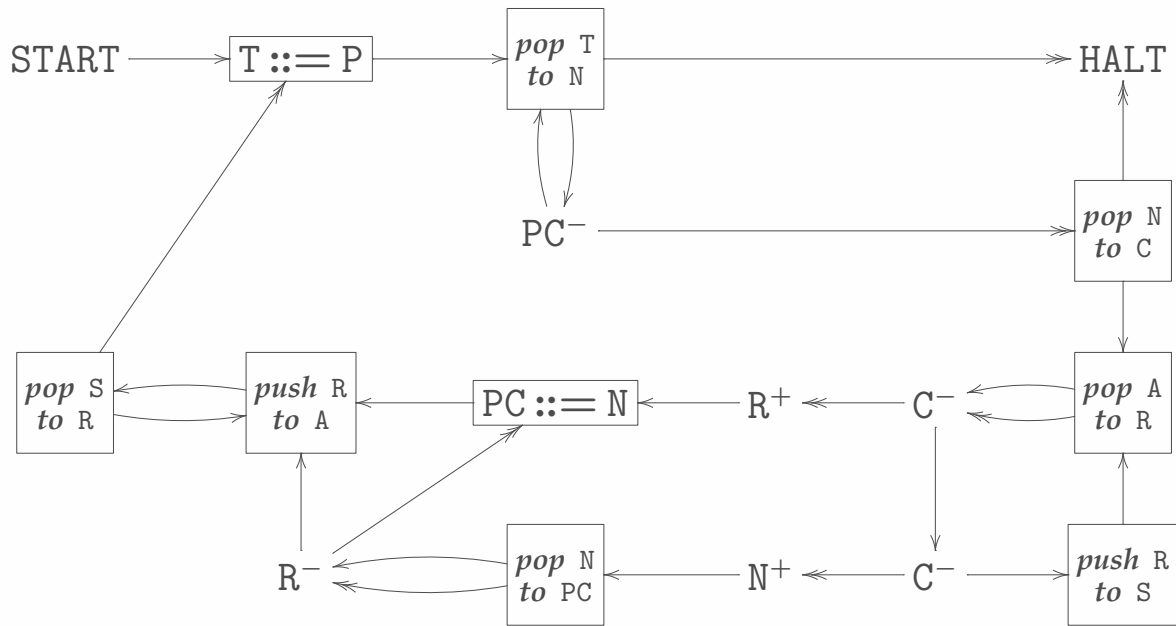 START
T ::= P
pop T
to N
HALT
PC⁻
pop N
to C
pop S
to R
push R
to A
PC ::= N
R⁺
C⁻
pop A
to R
R⁻
pop N
to PC
N⁺
C⁻
push R
to S